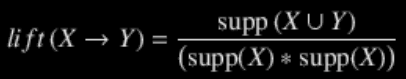 lift(X → Y) = supp (X ∪ Y) / (supp(X) * supp(X))